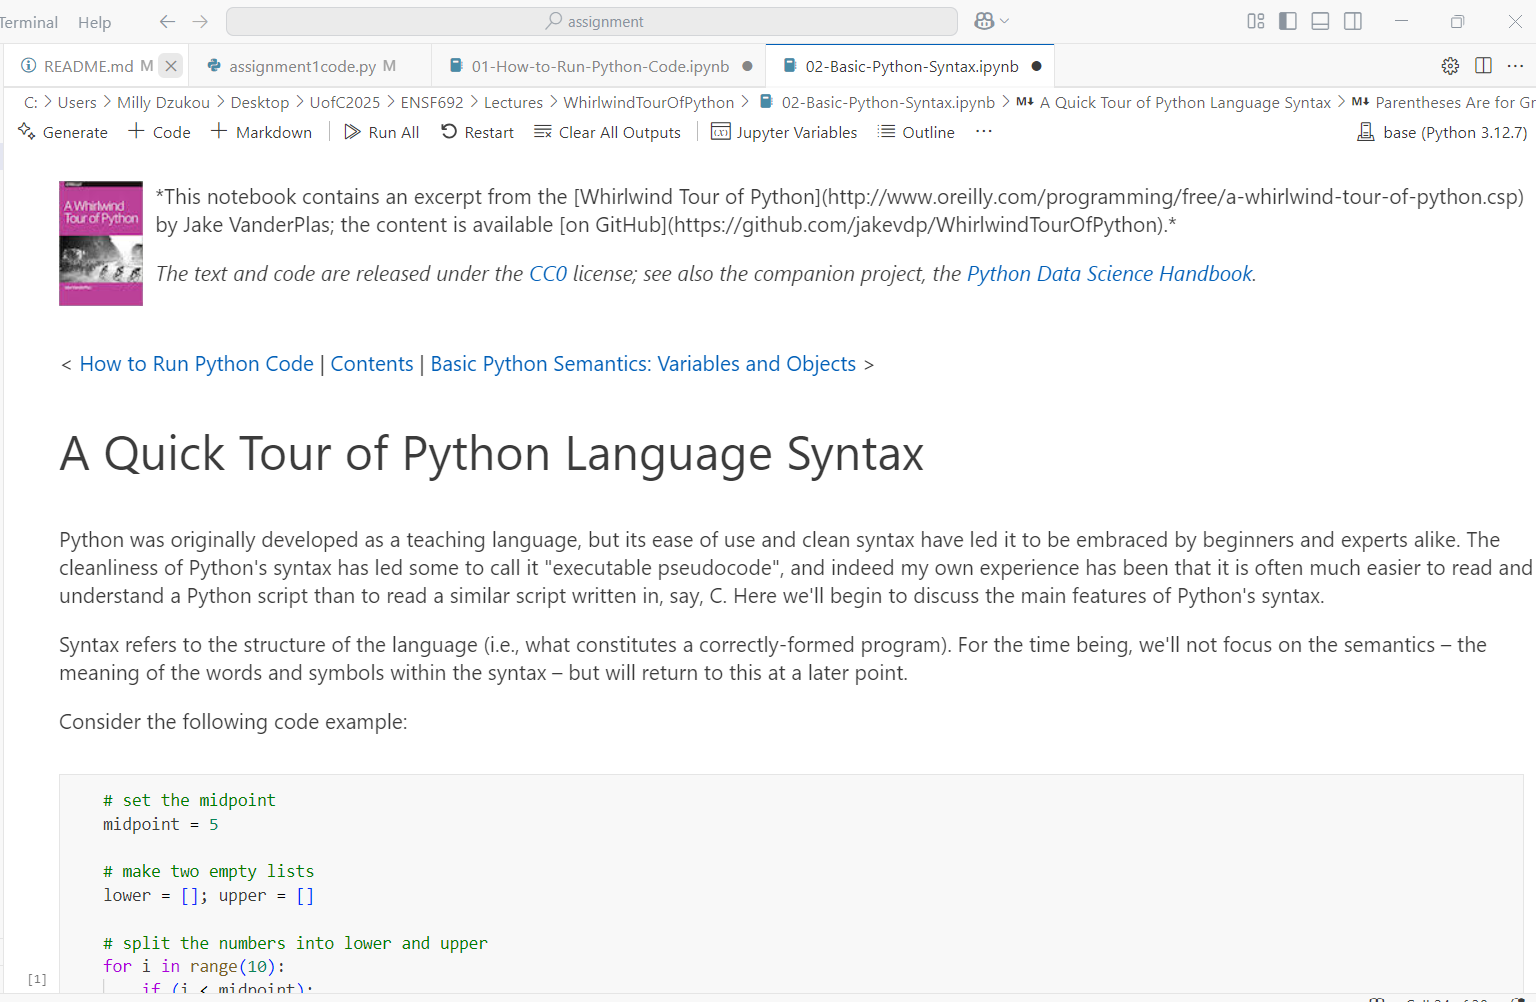 Terminal Help assignment
README.md M assignment1code.py M 01-How-to-Run-Python-Code.ipynb 02-Basic-Python-Syntax.ipynb
C: > Users > Milly Dzukou > Desktop > UofC2025 > ENSF692 > Lectures > WhirlwindTourOfPython > 02-Basic-Python-Syntax.ipynb > M↓ A Quick Tour of Python Language Syntax > M↓ Parentheses Are for Gr
Generate + Code + Markdown Run All Restart Clear All Outputs Jupyter Variables Outline ... base (Python 3.12.7)
A Whirlwind
Tour of Python
*This notebook contains an excerpt from the [Whirlwind Tour of Python](http://www.oreilly.com/programming/free/a-whirlwind-tour-of-python.csp)
by Jake VanderPlas; the content is available [on GitHub](https://github.com/jakevdp/WhirlwindTourOfPython).*
The text and code are released under the CC0 license; see also the companion project, the Python Data Science Handbook.
< How to Run Python Code | Contents | Basic Python Semantics: Variables and Objects >
A Quick Tour of Python Language Syntax
Python was originally developed as a teaching language, but its ease of use and clean syntax have led it to be embraced by beginners and experts alike. The
cleanliness of Python's syntax has led some to call it "executable pseudocode", and indeed my own experience has been that it is often much easier to read and
understand a Python script than to read a similar script written in, say, C. Here we'll begin to discuss the main features of Python's syntax.
Syntax refers to the structure of the language (i.e., what constitutes a correctly-formed program). For the time being, we'll not focus on the semantics – the
meaning of the words and symbols within the syntax – but will return to this at a later point.
Consider the following code example:
# set the midpoint
midpoint = 5
# make two empty lists
lower = []; upper = []
# split the numbers into lower and upper
for i in range(10):
[1]
if (i < midpoint):